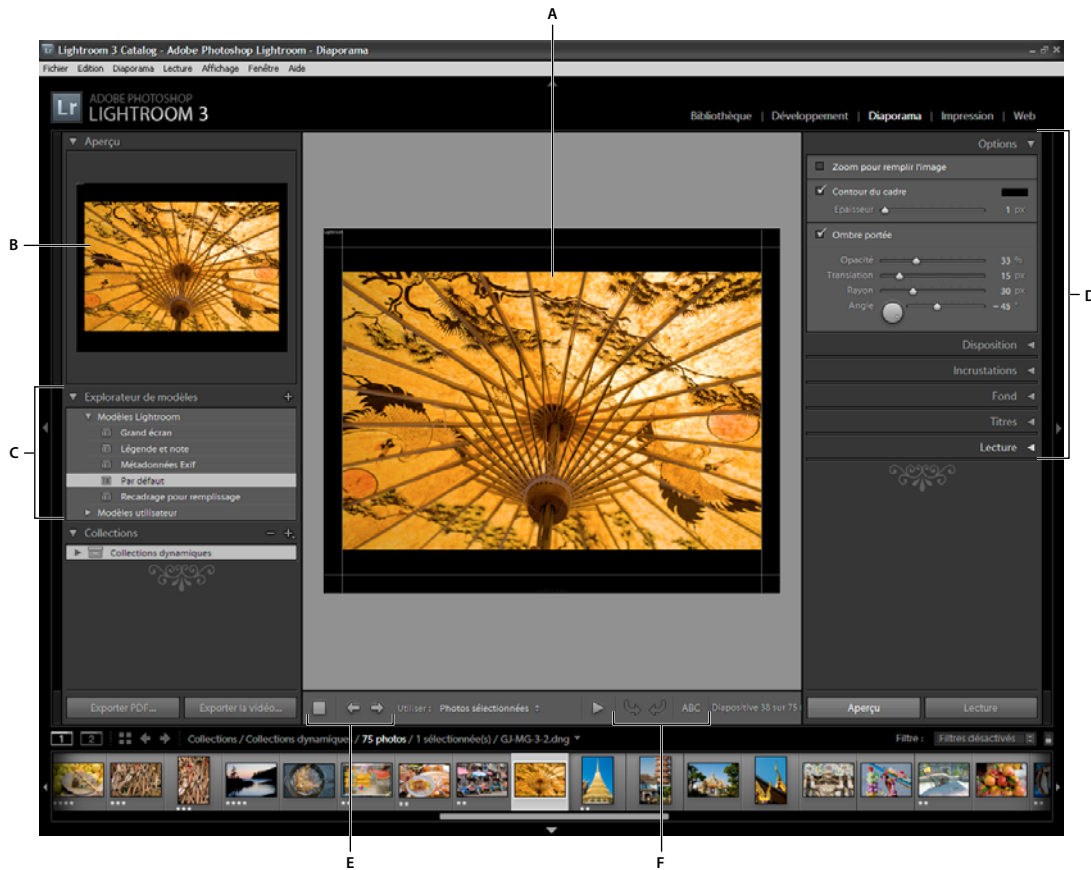 A
Lightroom 3 Catalog - Adobe Photoshop Lightroom - Diaporama
Fichier Edition Diaporama Lecture Affichage Fenêtre Aide
Lr ADOBE PHOTOSHOP
LIGHTROOM 3
Bibliothèque | Développement | Diaporama | Impression | Web
Aperçu
Options
Zoom pour remplir l'image
Contour du cadre
Epaisseur 1 px
B
Ombre portée
Opacité 33 %
Translation 15 px
Rayon 30 px
Angle - 45 °
D
Disposition
Incrustations
Fond
Titres
Lecture
C
Explorateur de modèles +
Modèles Lightroom
Grand écran
Légende et note
Métadonnées Exif
Par défaut
Recadrage pour remplissage
Modèles utilisateur
Collections - +
Collections dynamiques
Exporter PDF... Exporter la vidéo...
Utiliser : Photos sélectionnées
ABC Diapositive 38 sur 75
Aperçu Lecture
1 2 Collections / Collections dynamiques / 75 photos / 1 sélectionnée(s) / GJ-MG-3-2.dng
Filtre : Filtres désactivés
E F